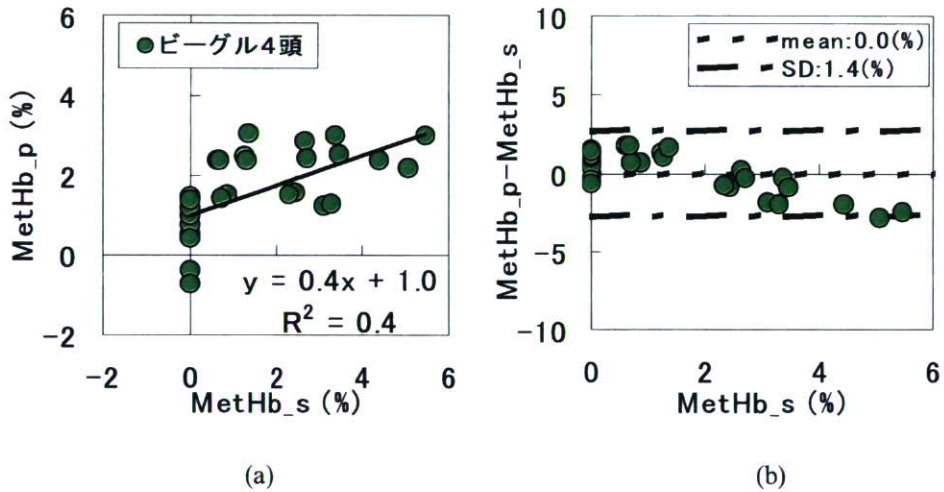 6
4
2
0
-2
MetHb_p (%)
ビーグル4頭
y = 0.4x + 1.0
R² = 0.4
-2 0 2 4 6
MetHb_s (%)
(a)
10
5
0
-5
-10
MetHb_p-MetHb_s
mean:0.0(%)
SD:1.4(%)
0 2 4 6
MetHb_s (%)
(b)